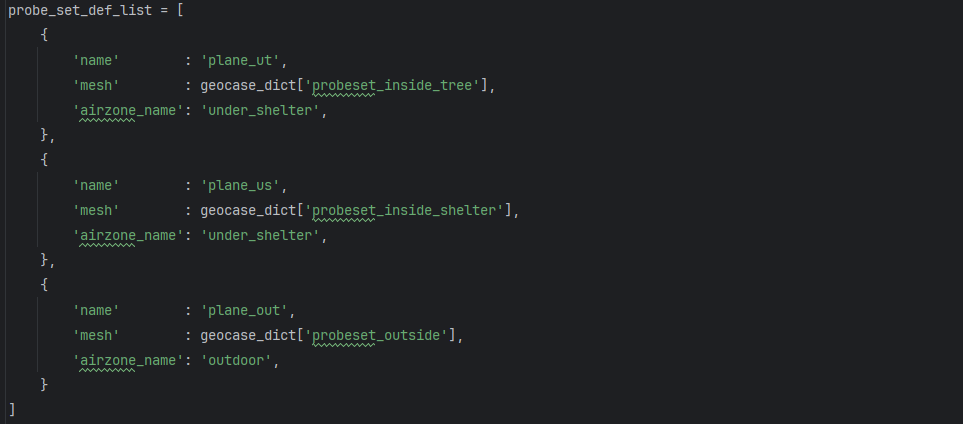 probe_set_def_list = [
    {
        'name'        : 'plane_ut',
        'mesh'        : geocase_dict['probeset_inside_tree'],
        'airzone_name': 'under_shelter',
    },
    {
        'name'        : 'plane_us',
        'mesh'        : geocase_dict['probeset_inside_shelter'],
        'airzone_name': 'under_shelter',
    },
    {
        'name'        : 'plane_out',
        'mesh'        : geocase_dict['probeset_outside'],
        'airzone_name': 'outdoor',
    }
]